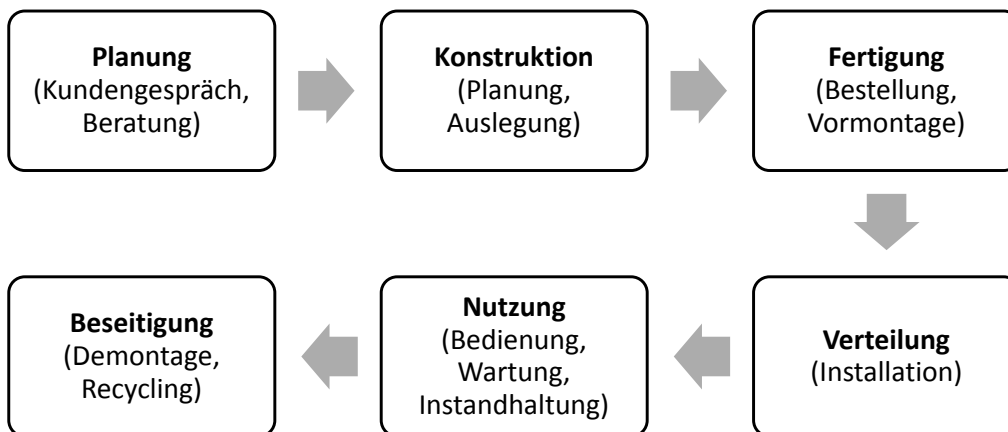 Planung
(Kundengespräch,
Beratung)
Konstruktion
(Planung,
Auslegung)
Fertigung
(Bestellung,
Vormontage)
Verteilung
(Installation)
Nutzung
(Bedienung,
Wartung,
Instandhaltung)
Beseitigung
(Demontage,
Recycling)